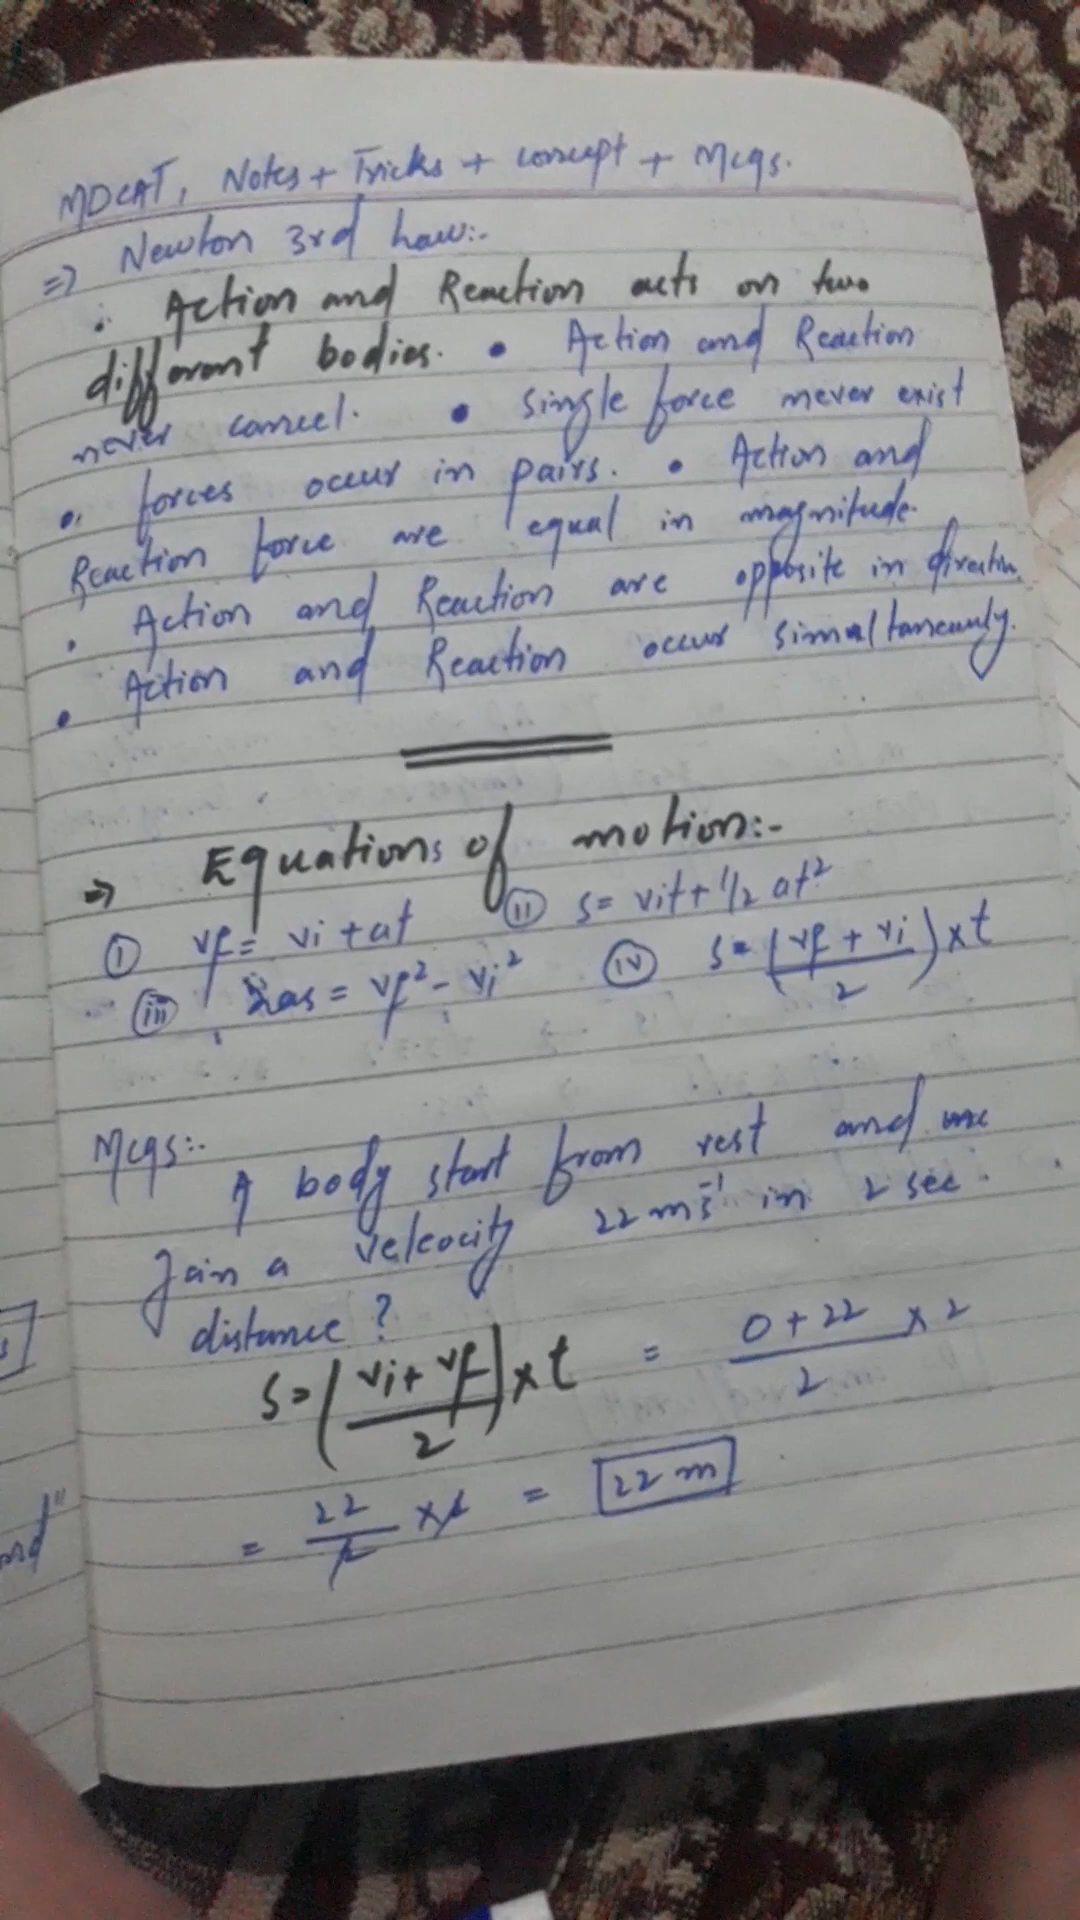 MDCAT, Notes + Tricks + concept + Mcqs.
=> Newton 3rd Law:-
∴ Action and Reaction acts on two
different bodies. • Action and Reaction
never cancel. • single force never exist
• forces occur in pairs. • Action and
Reaction force are equal in magnitude.
• Action and Reaction are opposite in direction.
• Action and Reaction occur simultaneously.
=> Equations of motion:-
(i) vf = vi + at (ii) s = vit + 1/2 at²
(iii) 2as = vf² - vi² (iv) s = (vf + vi / 2) × t
Mcqs:-
A body start from rest and
gain a velocity 22 ms⁻¹ in 2 sec.
distance ?
S = (vi + vf / 2) × t = 0 + 22 / 2 × 2
= 22 / 2 × 2 = 22 m